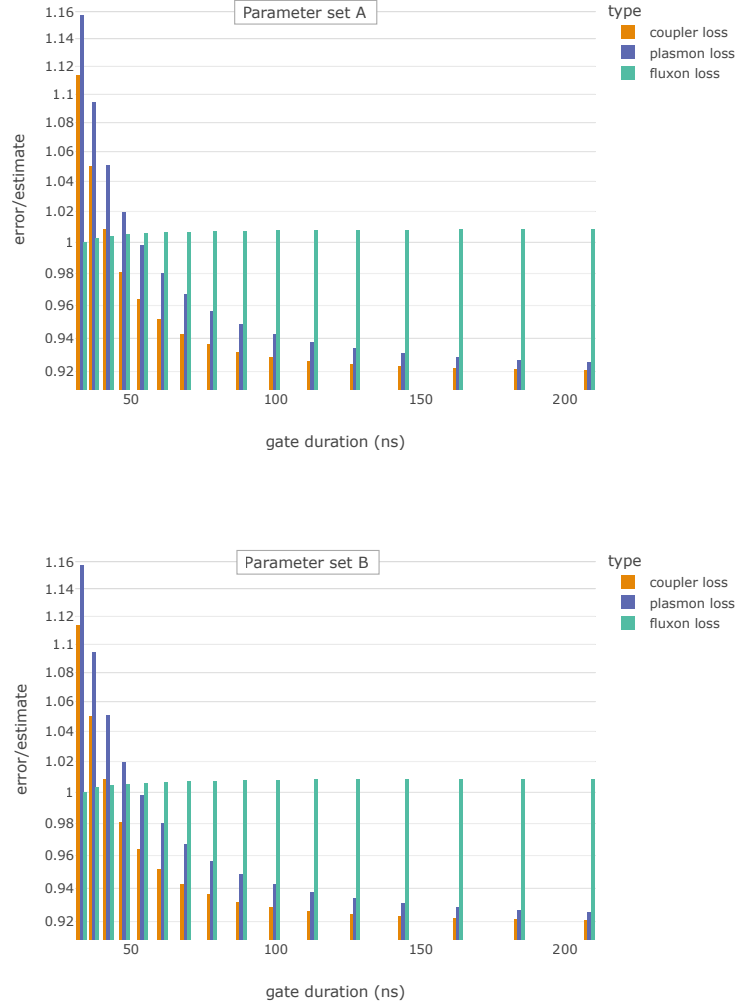 Parameter set A
type
coupler loss
plasmon loss
fluxon loss
1.16
1.14
1.12
1.1
1.08
1.06
1.04
1.02
1
0.98
0.96
0.94
0.92
error/estimate
50
100
150
200
gate duration (ns)
Parameter set B
type
coupler loss
plasmon loss
fluxon loss
1.16
1.14
1.12
1.1
1.08
1.06
1.04
1.02
1
0.98
0.96
0.94
0.92
error/estimate
50
100
150
200
gate duration (ns)